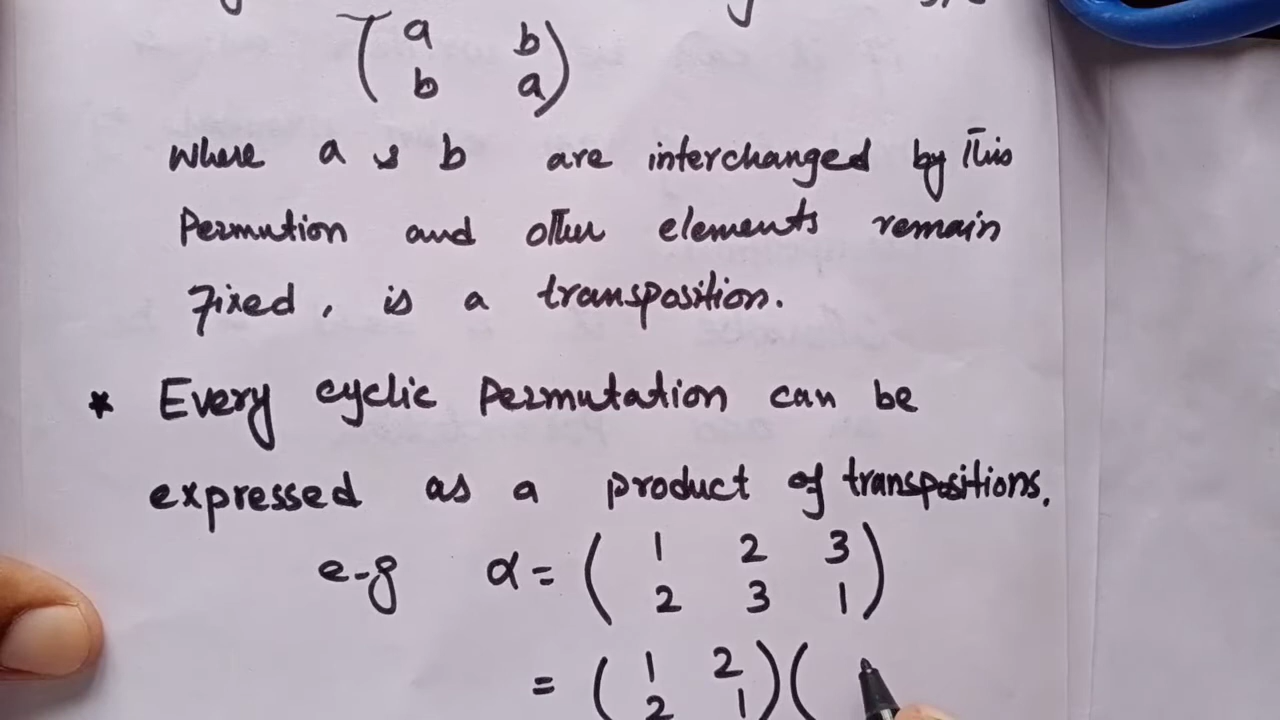 ( a b )
( b a )
where a & b are interchanged by This
Permution and other elements remain
fixed, is a transposition.
* Every cyclic Permutation can be
expressed as a product of transpositions.
e-g α = ( 1 2 3 )
( 2 3 1 )
= ( 1 2 ) (
( 2 1 )